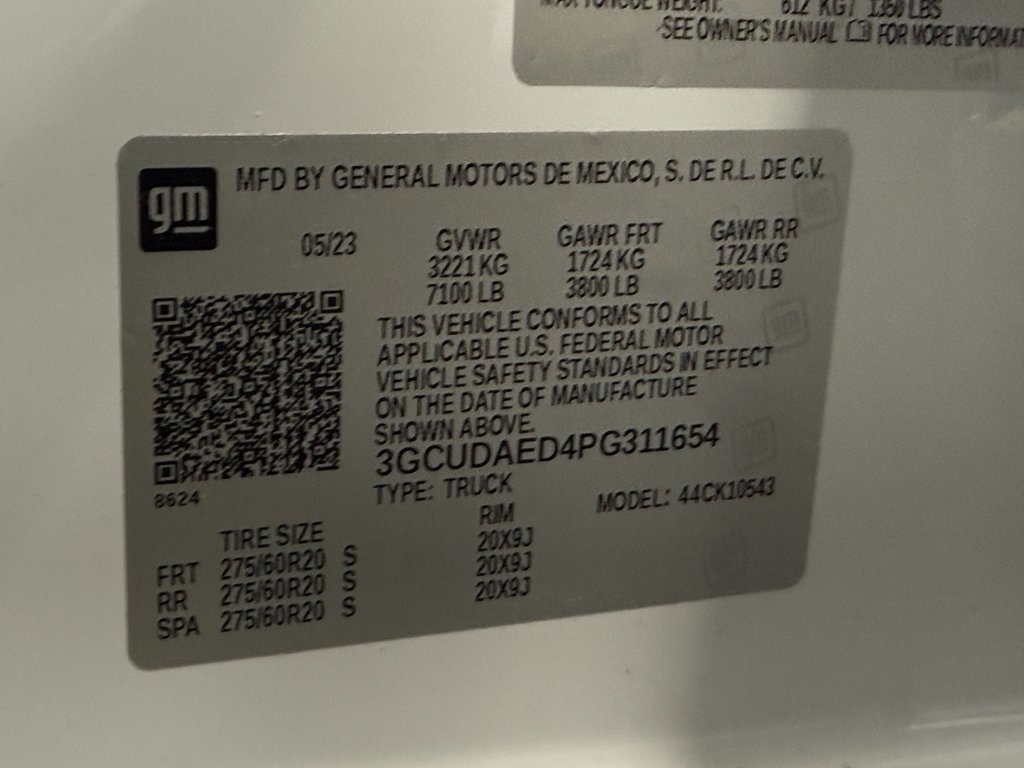 MAX TONGUE WEIGHT: 612 KG / 1350 LBS
SEE OWNER'S MANUAL FOR MORE INFORMAT
gm
MFD BY GENERAL MOTORS DE MEXICO, S. DE R.L. DE C.V.
05/23 GVWR GAWR FRT GAWR RR
3221 KG 1724 KG 1724 KG
7100 LB 3800 LB 3800 LB
THIS VEHICLE CONFORMS TO ALL
APPLICABLE U.S. FEDERAL MOTOR
VEHICLE SAFETY STANDARDS IN EFFECT
ON THE DATE OF MANUFACTURE
SHOWN ABOVE.
3GCUDAED4PG311654
8624
TYPE: TRUCK MODEL: 44CK10543
TIRE SIZE RIM
FRT 275/60R20 S 20X9J
RR 275/60R20 S 20X9J
SPA 275/60R20 S 20X9J